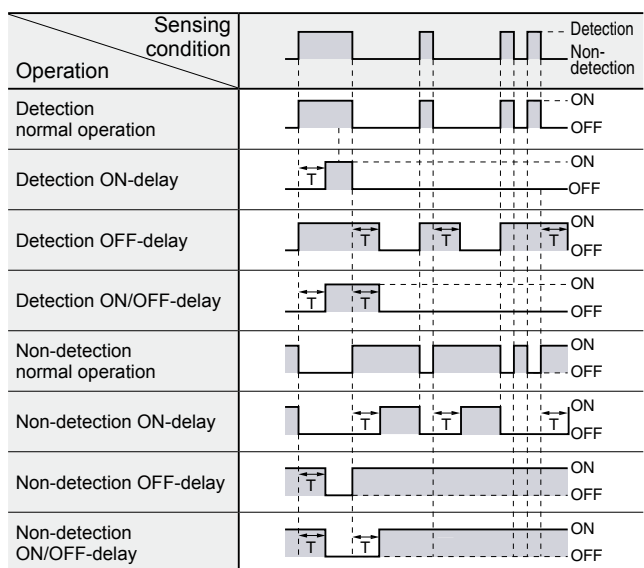 Sensing
condition
Operation
Detection
Non-
detection
Detection
normal operation
ON
OFF
Detection ON-delay
T
ON
OFF
Detection OFF-delay
T
T
T
ON
OFF
Detection ON/OFF-delay
T
T
ON
OFF
Non-detection
normal operation
ON
OFF
Non-detection ON-delay
T
T
T
ON
OFF
Non-detection OFF-delay
T
ON
OFF
Non-detection
ON/OFF-delay
T
T
ON
OFF